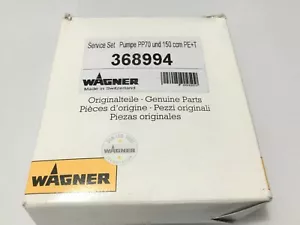 Service Set Pumpe PP70 und 150 ccm PE+T
368994
WAGNER
Made in Switzerland
Originalteile · Genuine Parts
Pièces d'origine · Pezzi originali
Piezas originales
WAGNER